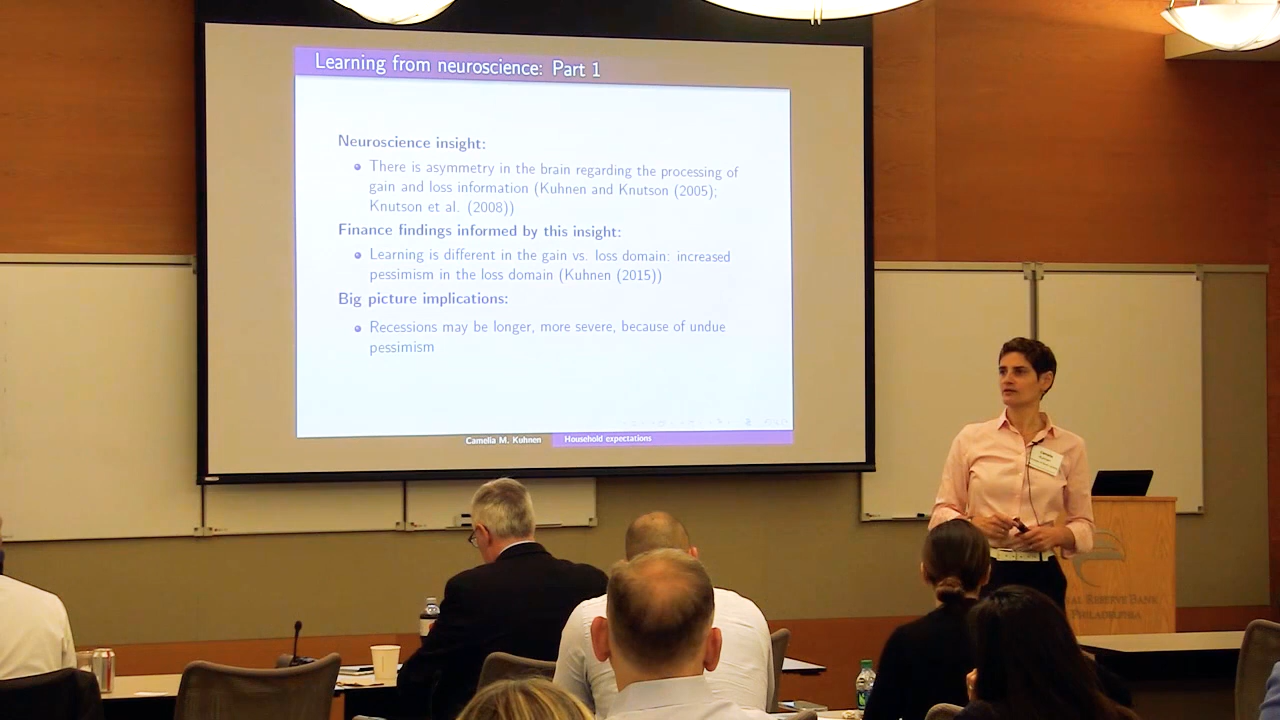 Learning from neuroscience: Part 1
Neuroscience insight:
There is asymmetry in the brain regarding the processing of
gain and loss information (Kuhnen and Knutson (2005);
Knutson et al. (2008))
Finance findings informed by this insight:
Learning is different in the gain vs. loss domain: increased
pessimism in the loss domain (Kuhnen (2015))
Big picture implications:
Recessions may be longer, more severe, because of undue
pessimism
Camelia M. Kuhnen
Household expectations
Reserve Bank
Philadelphia